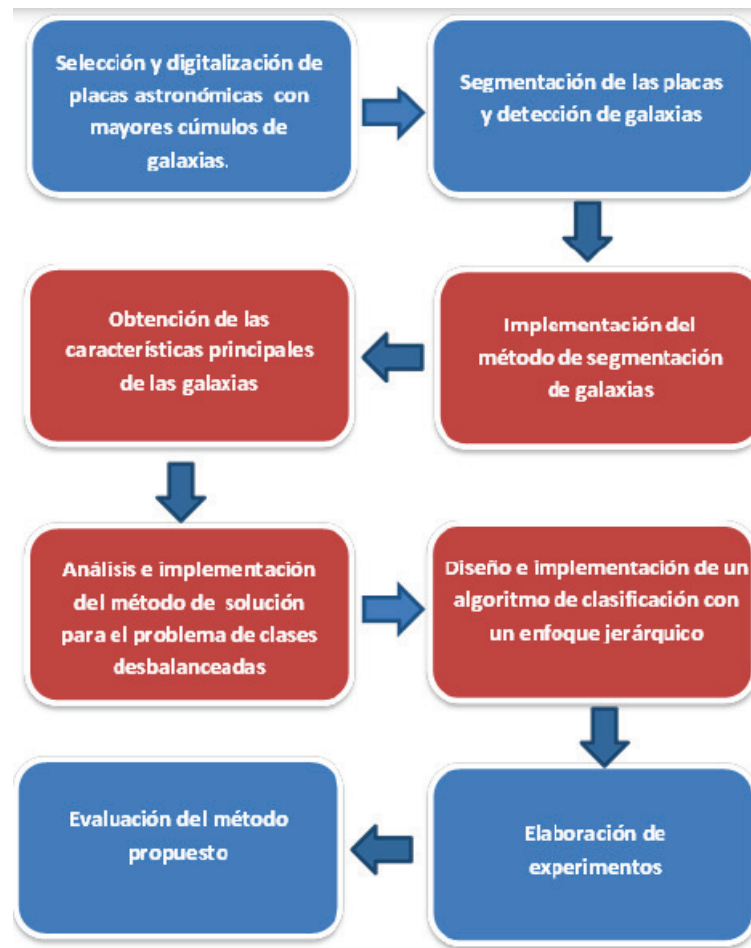 Selección y digitalización de
placas astronómicas con
mayores cúmulos de
galaxias.
Segmentación de las placas
y detección de galaxias
Implementación del
método de segmentación
de galaxias
Obtención de las
características principales
de las galaxias
Análisis e implementación
del método de solución
para el problema de clases
desbalanceadas
Diseño e implementación de un
algoritmo de clasificación con
un enfoque jerárquico
Elaboración de
experimentos
Evaluación del método
propuesto